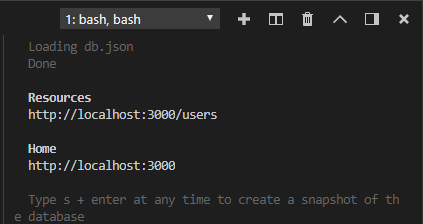 1: bash, bash
Loading db.json
Done
Resources
http://localhost:3000/users
Home
http://localhost:3000
Type s + enter at any time to create a snapshot of th
e database